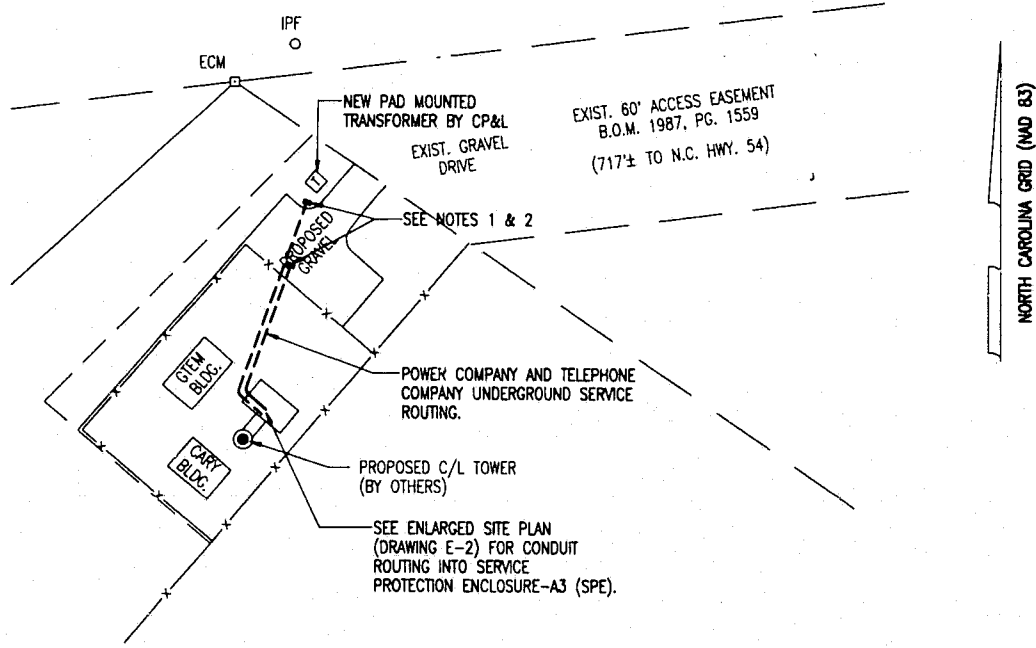 IPF
ECM
NEW PAD MOUNTED
TRANSFORMER BY CP&L
EXIST. GRAVEL
DRIVE
EXIST. 60' ACCESS EASEMENT
B.O.M. 1987, PG. 1559
(717'± TO N.C. HWY. 54)
T
SEE NOTES 1 & 2
PROPOSED
GRAVEL
GTEM
BLDG.
POWER COMPANY AND TELEPHONE
COMPANY UNDERGROUND SERVICE
ROUTING.
CARY
BLDG.
PROPOSED C/L TOWER
(BY OTHERS)
SEE ENLARGED SITE PLAN
(DRAWING E-2) FOR CONDUIT
ROUTING INTO SERVICE
PROTECTION ENCLOSURE-A3 (SPE).
NORTH CAROLINA GRID (NAD 83)